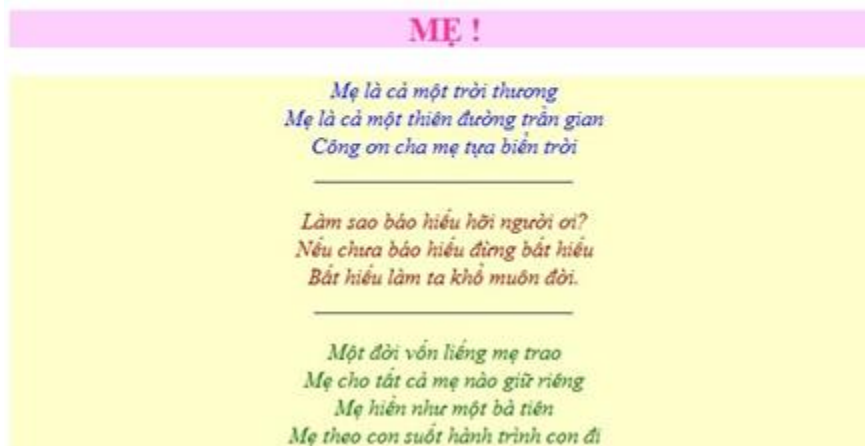 MẸ !
Mẹ là cả một trời thương
Mẹ là cả một thiên đường trần gian
Công ơn cha mẹ tựa biển trời
Làm sao báo hiếu hỡi người ơi?
Nếu chưa báo hiếu đừng bất hiếu
Bất hiếu làm ta khổ muôn đời.
Một đời vốn liếng mẹ trao
Mẹ cho tất cả mẹ nào giữ riêng
Mẹ hiền như một bà tiên
Mẹ theo con suốt hành trình con đi